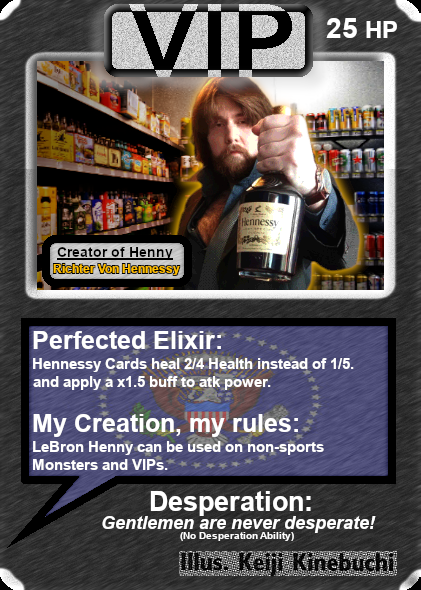 VIP
25 HP
Hennessy
Creator of Henny
Richter Von Hennessy
Perfected Elixir:
Hennessy Cards heal 2/4 Health instead of 1/5.
and apply a x1.5 buff to atk power.
My Creation, my rules:
LeBron Henny can be used on non-sports
Monsters and VIPs.
Desperation:
Gentlemen are never desperate!
(No Desperation Ability)
Illus. Keiji Kinebuchi